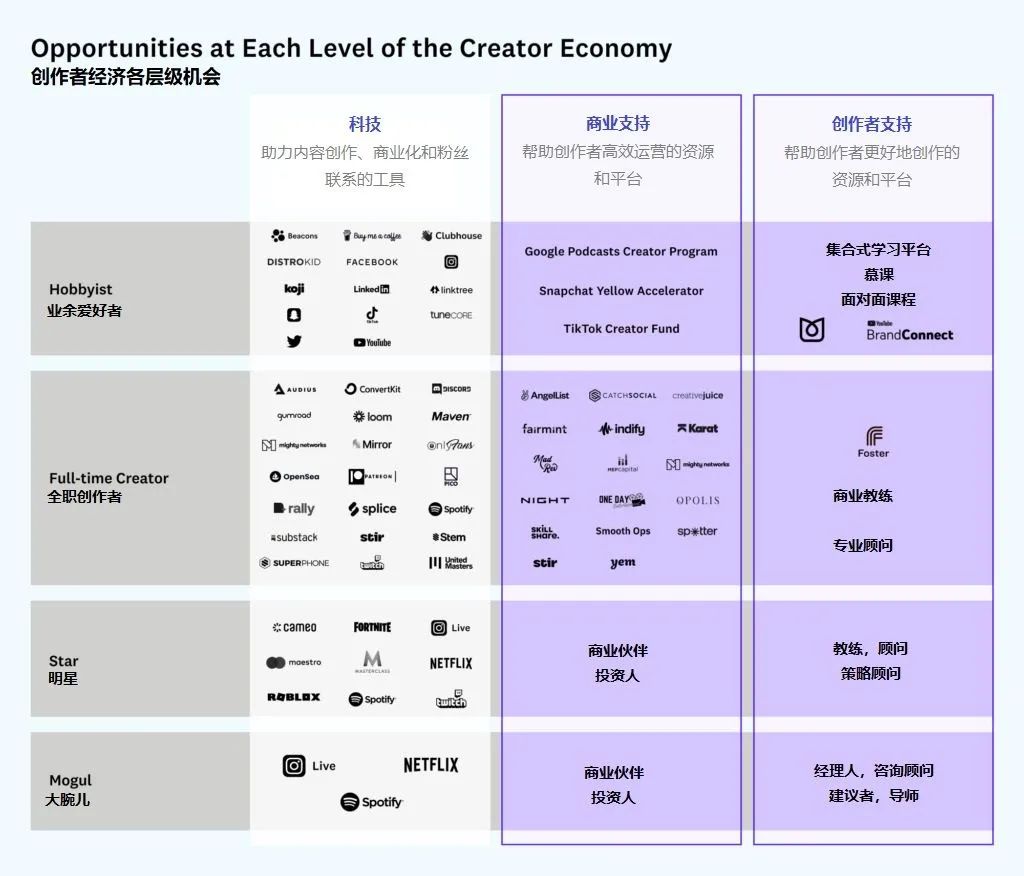 Opportunities at Each Level of the Creator Economy
创作者经济各层级机会
科技
助力内容创作、商业化和粉丝
联系的工具
商业支持
帮助创作者高效运营的资源
和平台
创作者支持
帮助创作者更好地创作的
资源和平台
Hobbyist
业余爱好者
Beacons Buy me a coffee Clubhouse
DISTROKID FACEBOOK
koji LinkedIn linktree
TikTok tunecore
YouTube
Google Podcasts Creator Program
Snapchat Yellow Accelerator
TikTok Creator Fund
集合式学习平台
慕课
面对面课程
YouTube
BrandConnect
Full-time Creator
全职创作者
AUDIUS ConvertKit DISCORD
gumroad loom Maven
mighty networks Mirror onlyFans
OpenSea PATREON PICO
rally splice Spotify
substack stir Stem
SUPERPHONE twitch United
Masters
AngelList CATCHSOCIAL creativejuice
fairmint indify Karat
Mad
Rev MEPCAPITAL mighty networks
NIGHT ONE DAY OPOLIS
SKILL
SHARE. Smooth Ops spotter
stir yem
Foster
商业教练
专业顾问
Star
明星
CAMEO FORTNITE Live
maestro MASTERCLASS NETFLIX
ROBLOX Spotify twitch
商业伙伴
投资人
教练，顾问
策略顾问
Mogul
大腕儿
Live NETFLIX
Spotify
商业伙伴
投资人
经理人，咨询顾问
建议者，导师